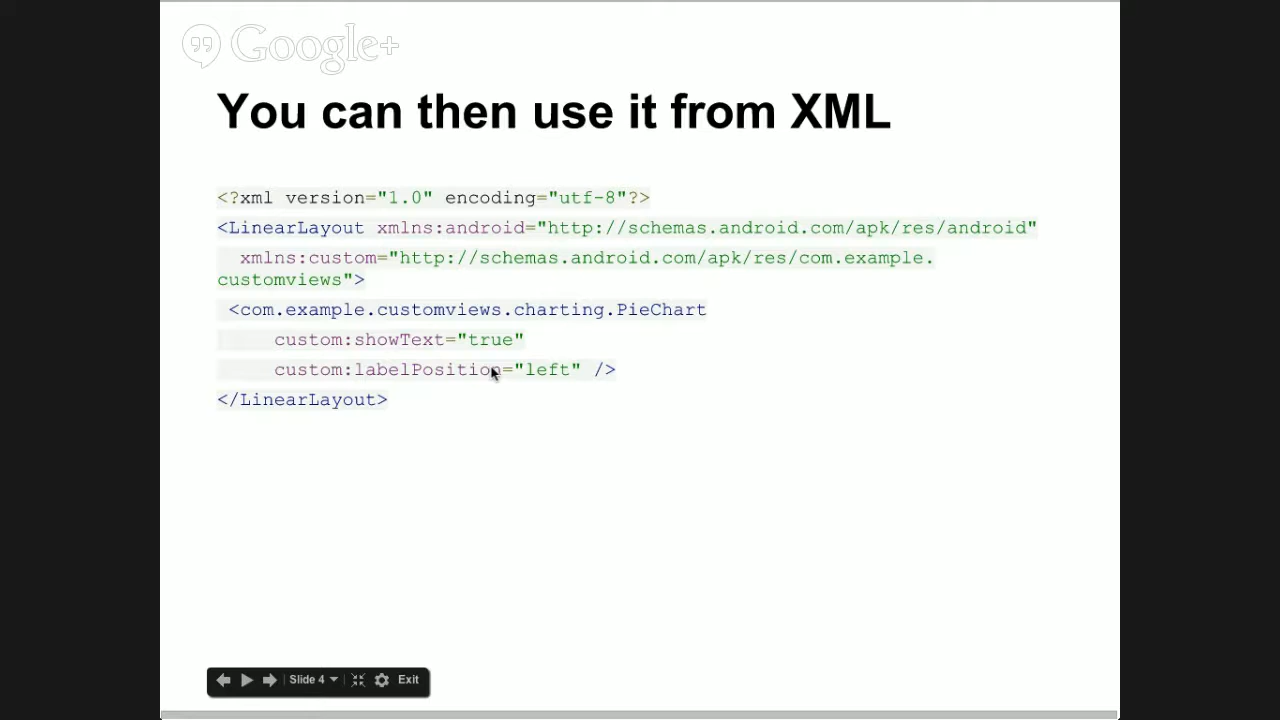 Google+
You can then use it from XML
<?xml version="1.0" encoding="utf-8"?>
<LinearLayout xmlns:android="http://schemas.android.com/apk/res/android"
xmlns:custom="http://schemas.android.com/apk/res/com.example.
customviews">
<com.example.customviews.charting.PieChart
custom:showText="true"
custom:labelPosition="left" />
</LinearLayout>
Slide 4
Exit